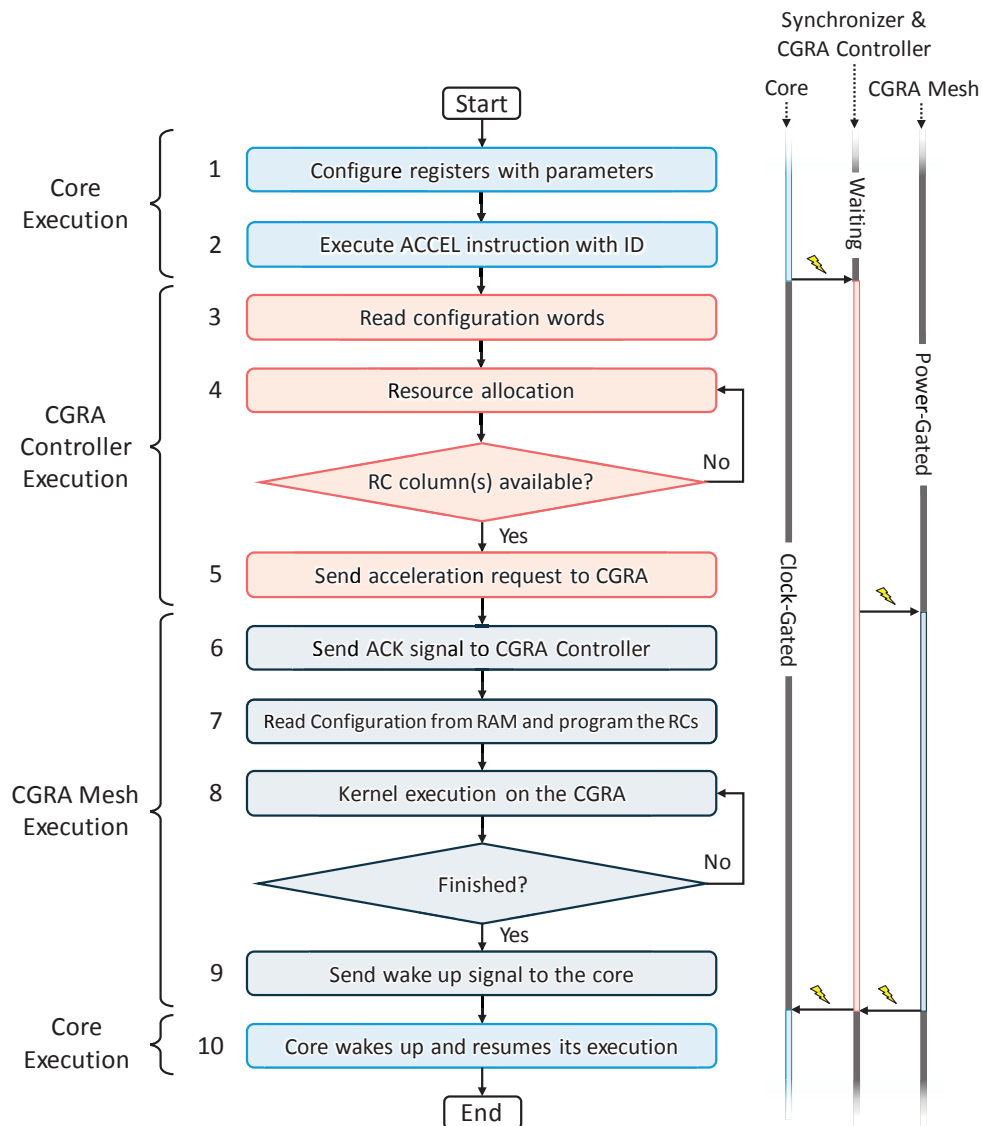 Synchronizer &
CGRA Controller
Core
CGRA Mesh
Start
Core
Execution
1
Configure registers with parameters
2
Execute ACCEL instruction with ID
Waiting
CGRA
Controller
Execution
3
Read configuration words
4
Resource allocation
RC column(s) available?
No
Yes
5
Send acceleration request to CGRA
Power-Gated
Clock-Gated
CGRA Mesh
Execution
6
Send ACK signal to CGRA Controller
7
Read Configuration from RAM and program the RCs
8
Kernel execution on the CGRA
Finished?
No
Yes
9
Send wake up signal to the core
Core
Execution
10
Core wakes up and resumes its execution
End